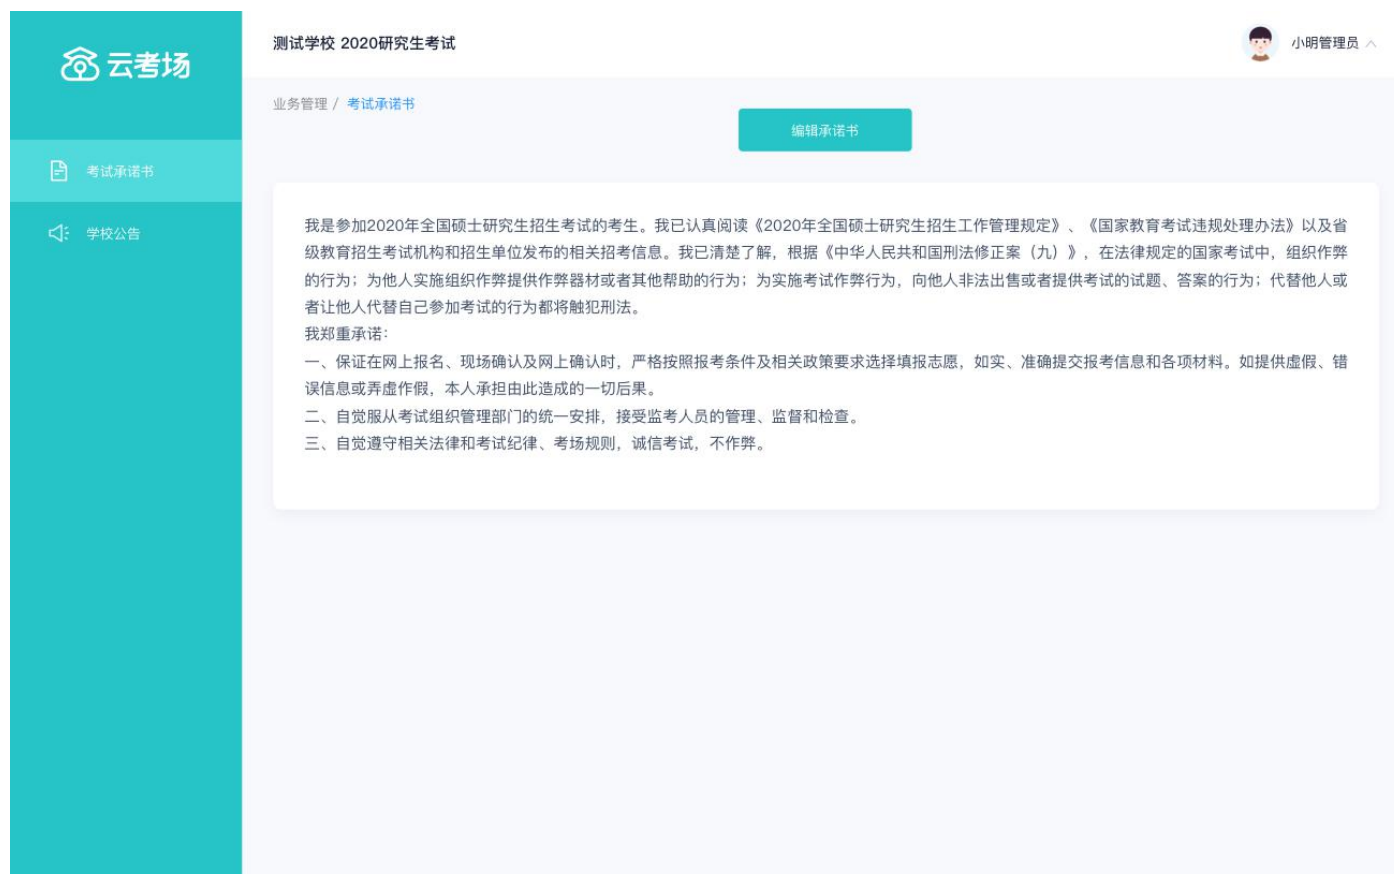 云考场
测试学校 2020研究生考试
小明管理员
业务管理 / 考试承诺书
编辑承诺书
考试承诺书
学校公告
我是参加2020年全国硕士研究生招生考试的考生。我已认真阅读《2020年全国硕士研究生招生工作管理规定》、《国家教育考试违规处理办法》以及省
级教育招生考试机构和招生单位发布的相关招考信息。我已清楚了解，根据《中华人民共和国刑法修正案（九）》，在法律规定的国家考试中，组织作弊
的行为；为他人实施组织作弊提供作弊器材或者其他帮助的行为；为实施考试作弊行为，向他人非法出售或者提供考试的试题、答案的行为；代替他人或
者让他人代替自己参加考试的行为都将触犯刑法。
我郑重承诺：
一、保证在网上报名、现场确认及网上确认时，严格按照报考条件及相关政策要求选择填报志愿，如实、准确提交报考信息和各项材料。如提供虚假、错
误信息或弄虚作假，本人承担由此造成的一切后果。
二、自觉服从考试组织管理部门的统一安排，接受监考人员的管理、监督和检查。
三、自觉遵守相关法律和考试纪律、考场规则，诚信考试，不作弊。